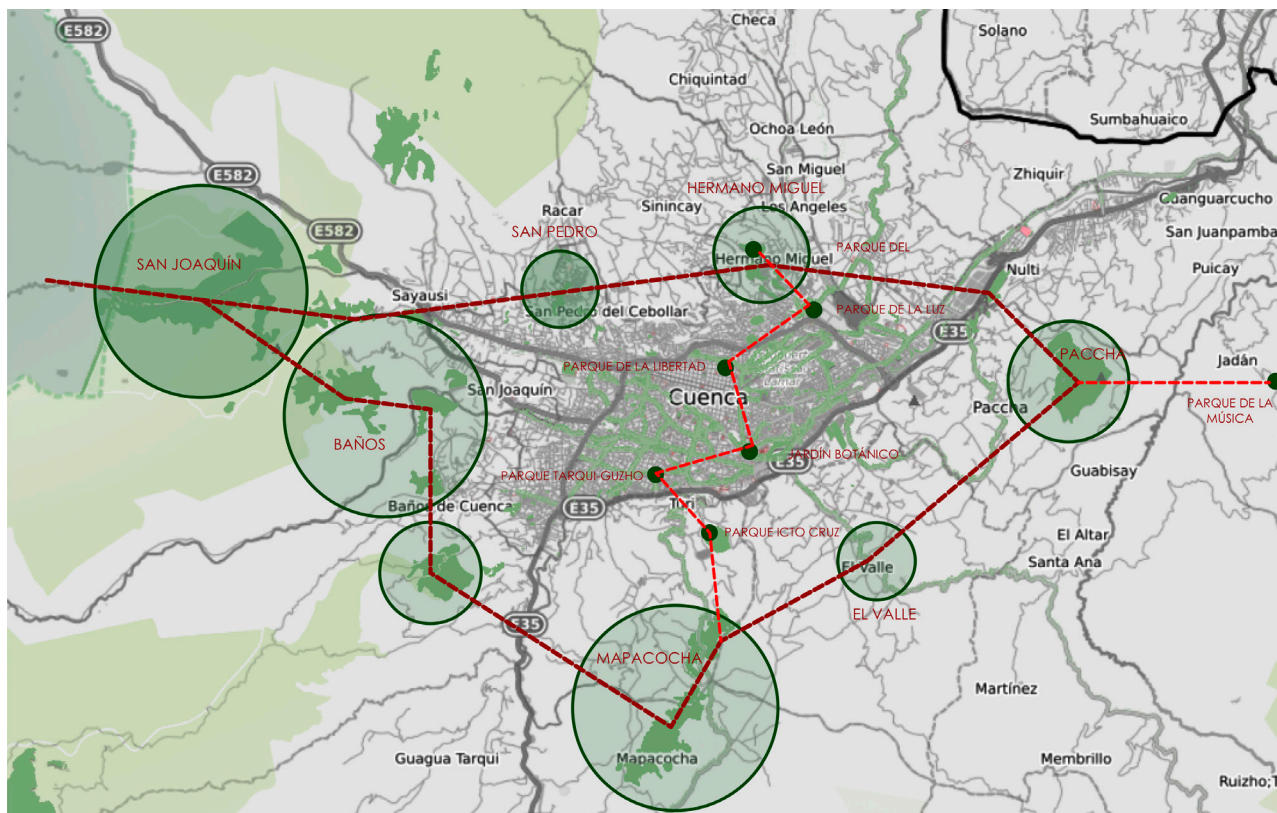 Checa
E582
Solano
Chiquintad
Sumbahuaico
Ochoa León
E582
San Miguel
Zhiquir
HERMANO MIGUEL
Racar
Sinincay
Los Angeles
Guanguarcucho
E582
SAN PEDRO
San Juanpamba
PARQUE DEL
SAN JOAQUÍN
Hermano Miguel
Nulti
Puicay
Sayausi
San Pedro del Cebollar
PARQUE DE LA LUZ
E35
PACCHA
Jadán
PARQUE DE LA LIBERTAD
San Joaquín
Cuenca
Paccha
PARQUE DE LA
MÚSICA
BAÑOS
JARDÍN BOTÁNICO
E35
PARQUE TARQUI GUZHO
Guabisay
Baños de Cuenca
E35
Turi
PARQUE ICTO CRUZ
El Altar
El Valle
Santa Ana
EL VALLE
E35
MAPACOCHA
Martínez
Guagua Tarqui
Mapacocha
Membrillo
Ruizho;T